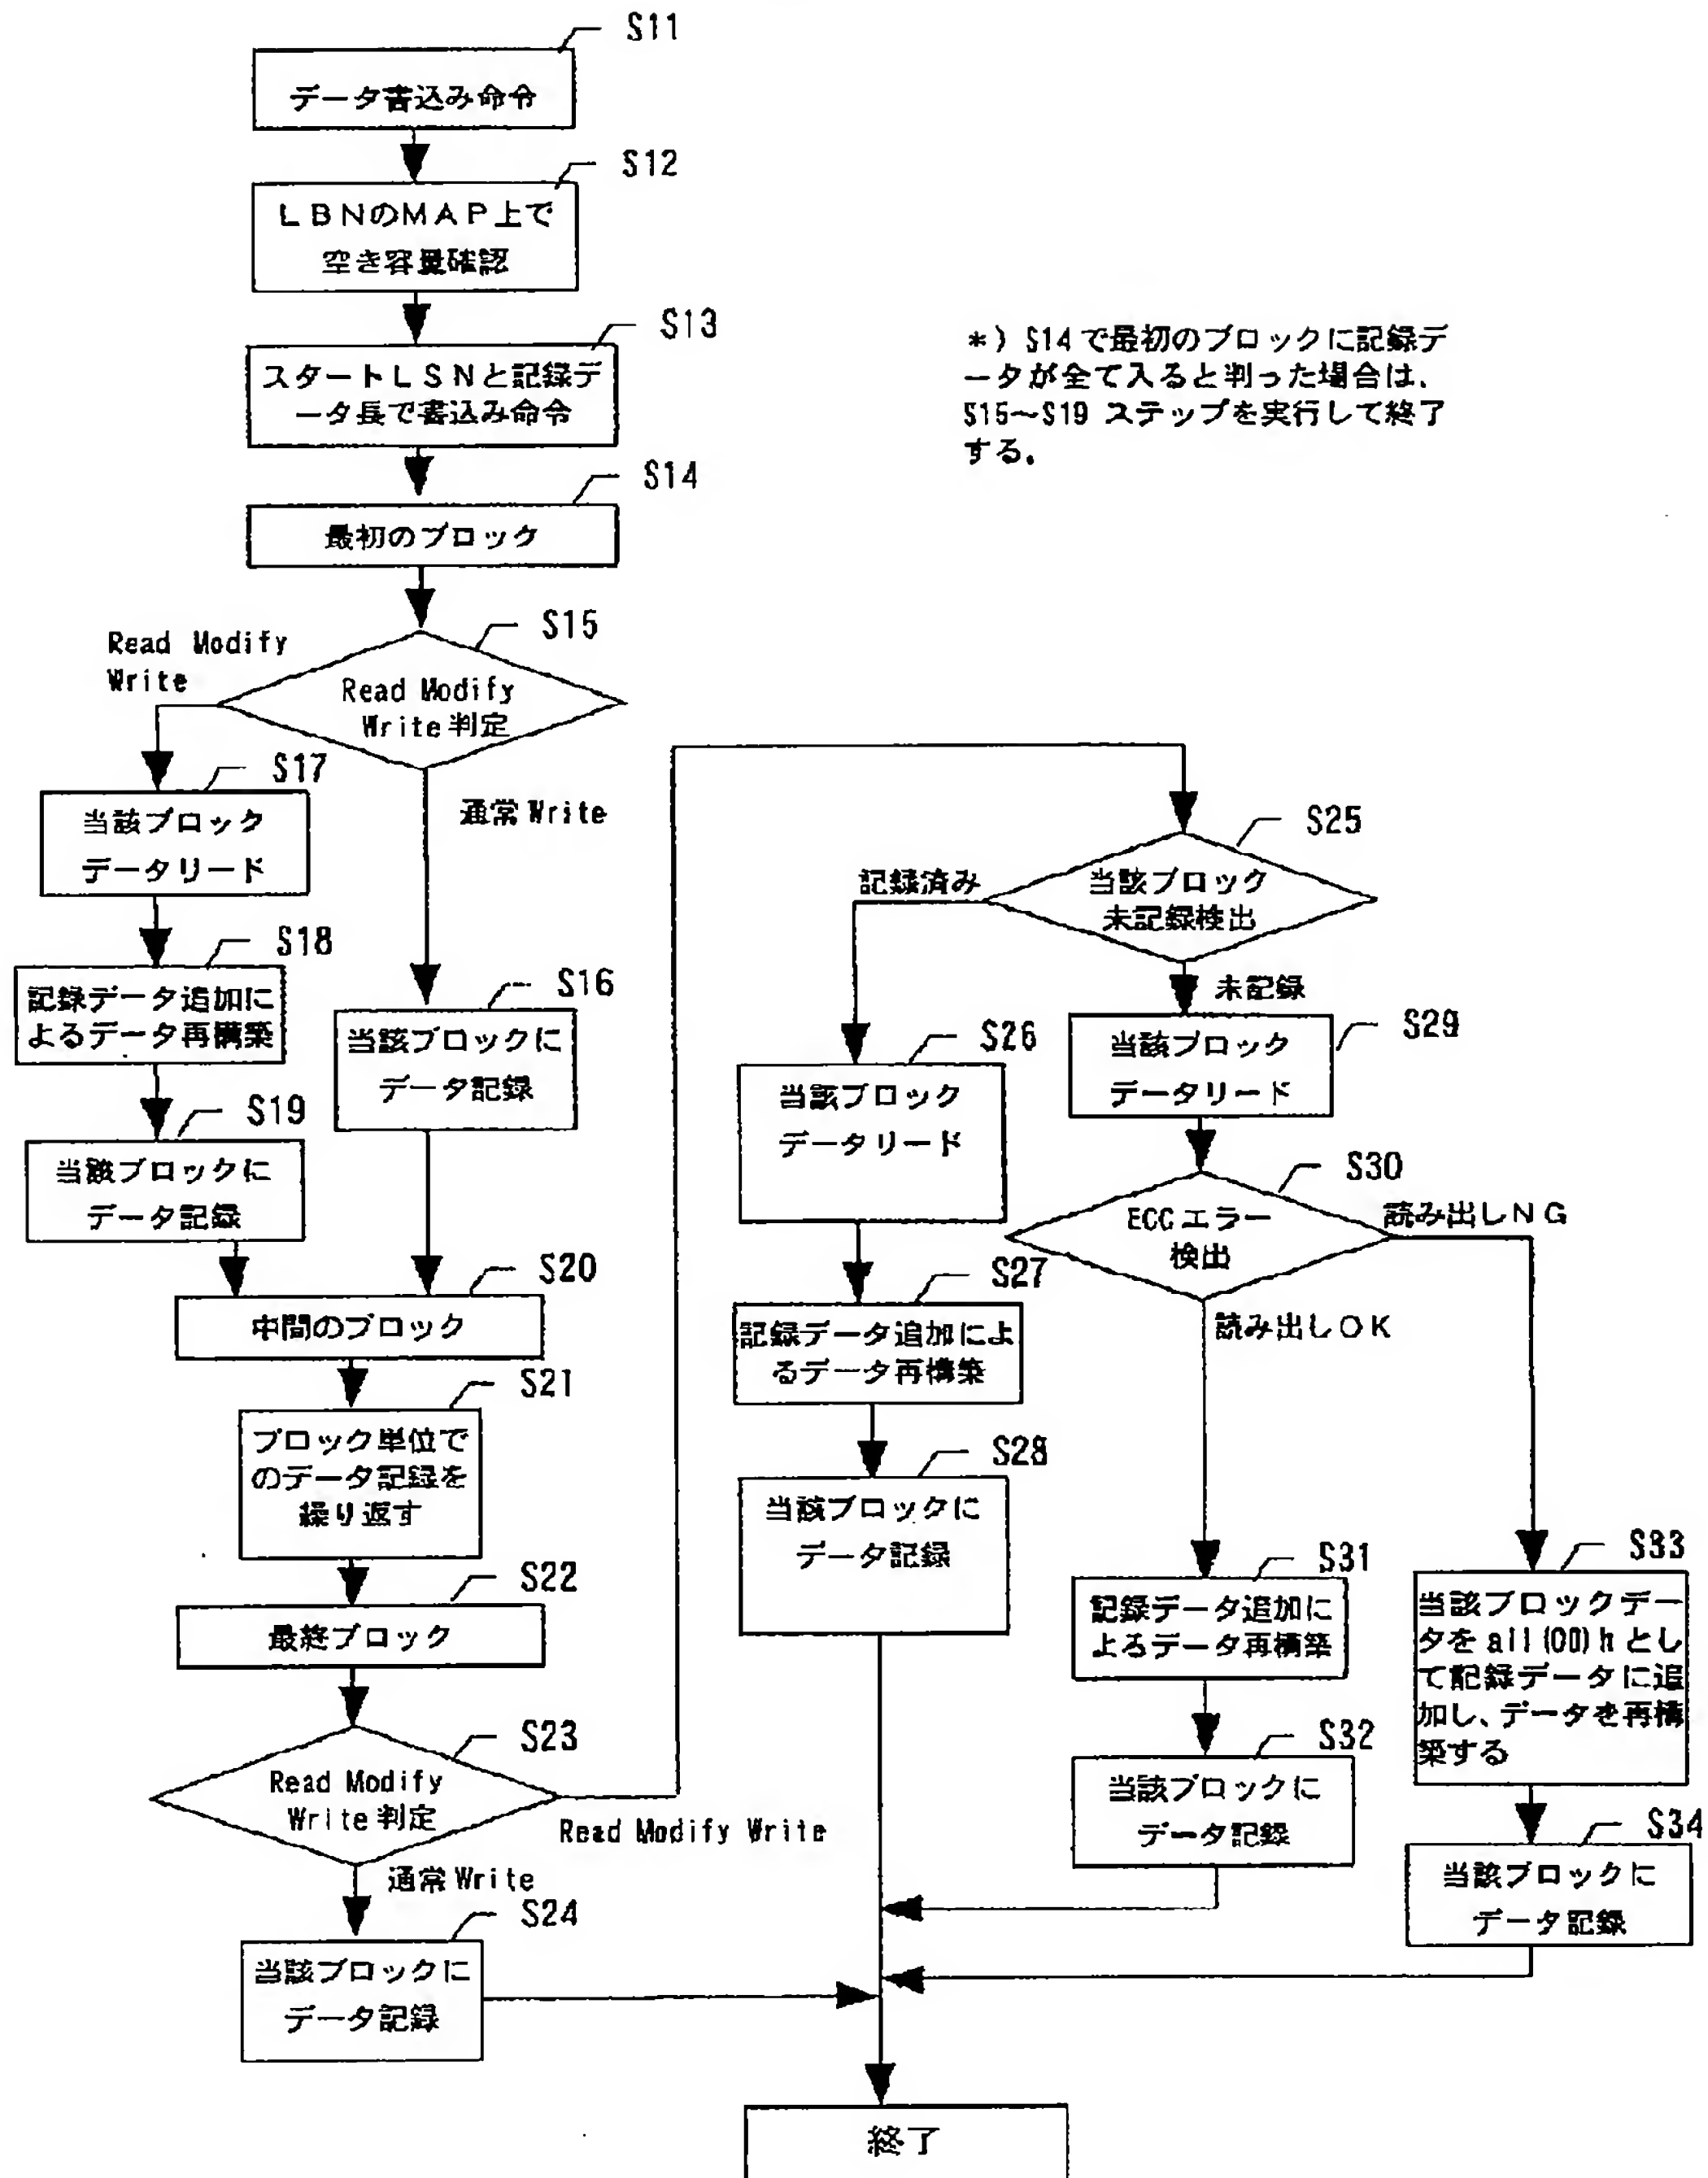 S11
データ書込み命令
S12
LBNのMAP上で
空き容量確認
S13
スタートLSNと記録デ
ータ長で書込み命令
*) S14で最初のブロックに記録デ
ータが全て入ると判った場合は、
S15～S19 ステップを実行して終了
する。
S14
最初のブロック
S15
Read Modify
Write
Read Modify
Write判定
S17
当該ブロック
データリード
通常Write
S18
記録データ追加に
よるデータ再構築
S16
当該ブロックに
データ記録
S19
当該ブロックに
データ記録
S20
中間のブロック
S21
ブロック単位で
のデータ記録を
繰り返す
S22
最終ブロック
S23
Read Modify
Write判定
Read Modify Write
通常Write
S24
当該ブロックに
データ記録
S25
当該ブロック
未記録検出
記録済み
未記録
S26
当該ブロック
データリード
S29
当該ブロック
データリード
S30
ECCエラー
検出
読み出しNG
読み出しOK
S27
記録データ追加によ
るデータ再構築
S28
当該ブロックに
データ記録
S31
記録データ追加に
よるデータ再構築
S33
当該ブロックデー
タをall(00)hとし
て記録データに追
加し、データを再構
築する
S32
当該ブロックに
データ記録
S34
当該ブロックに
データ記録
終了